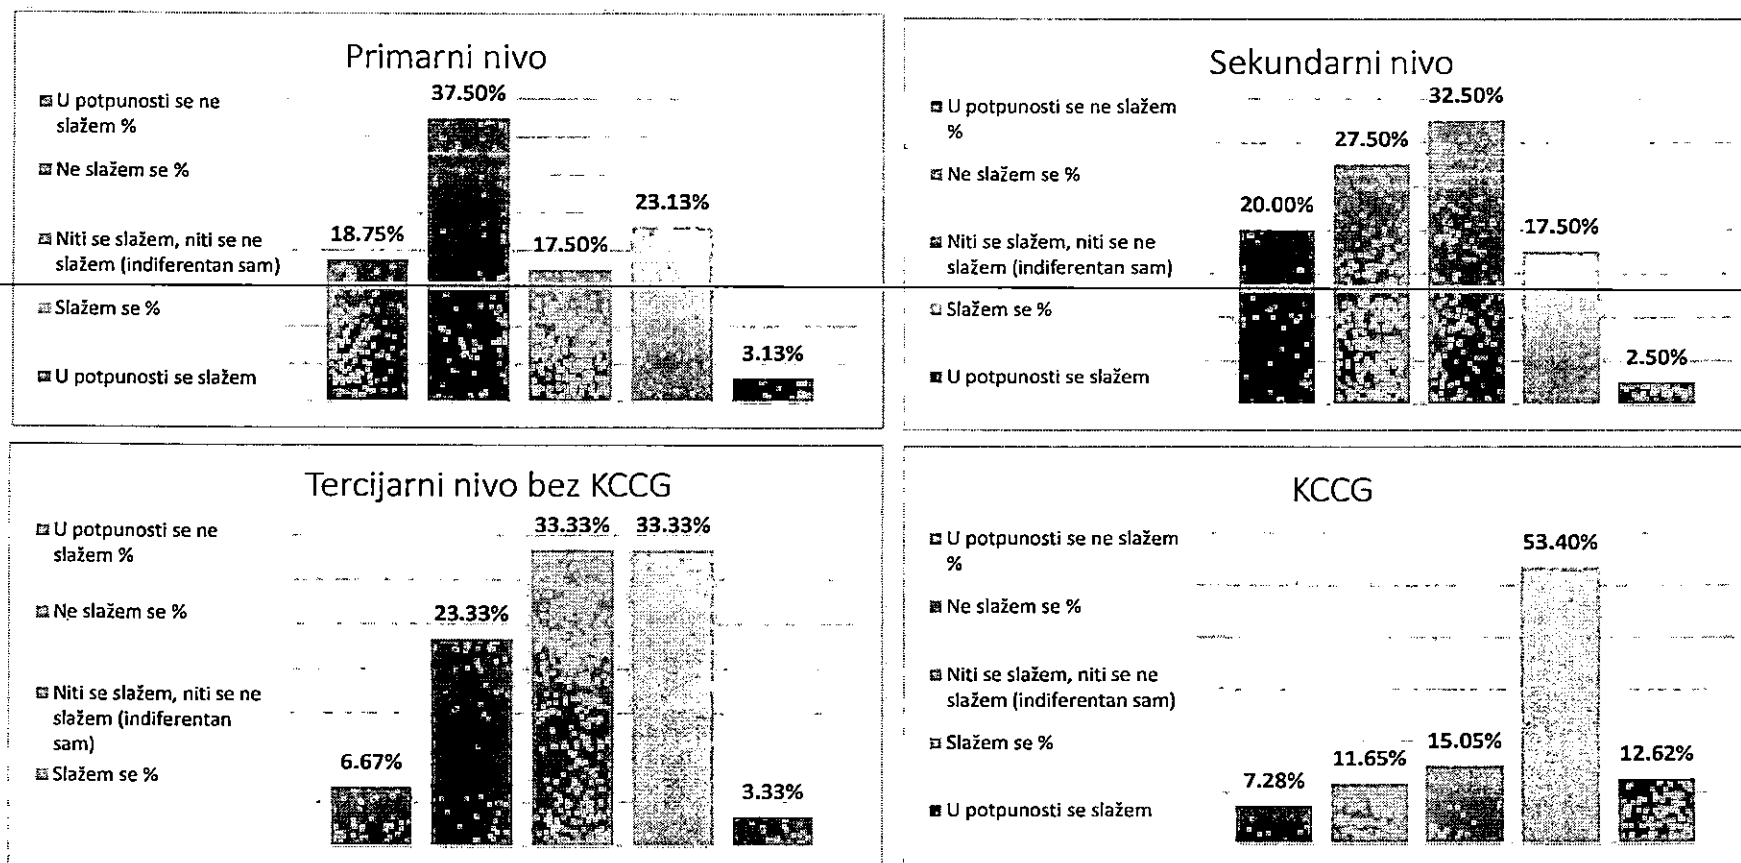 Primarni nivo
U potpunosti se ne
slažem %
Ne slažem se %
Niti se slažem, niti se ne
slažem (indiferentan sam)
Slažem se %
U potpunosti se slažem
18.75%
37.50%
17.50%
23.13%
3.13%
Sekundarni nivo
U potpunosti se ne slažem
%
Ne slažem se %
Niti se slažem, niti se ne
slažem (indiferentan sam)
Slažem se %
U potpunosti se slažem
20.00%
27.50%
32.50%
17.50%
2.50%
Tercijarni nivo bez KCCG
U potpunosti se ne
slažem %
Ne slažem se %
Niti se slažem, niti se ne
slažem (indiferentan
sam)
Slažem se %
6.67%
23.33%
33.33%
33.33%
3.33%
KCCG
U potpunosti se ne slažem
%
Ne slažem se %
Niti se slažem, niti se ne
slažem (indiferentan sam)
Slažem se %
U potpunosti se slažem
7.28%
11.65%
15.05%
53.40%
12.62%